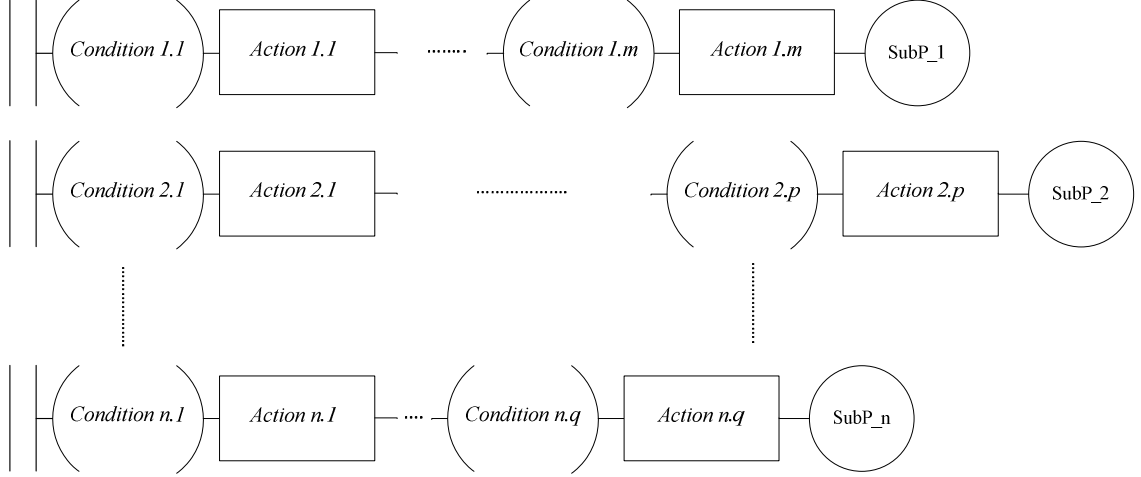 Condition 1.1 Action 1.1 ........ Condition 1.m Action 1.m SubP_1
Condition 2.1 Action 2.1 ................... Condition 2.p Action 2.p SubP_2
Condition n.1 Action n.1 .... Condition n.q Action n.q SubP_n